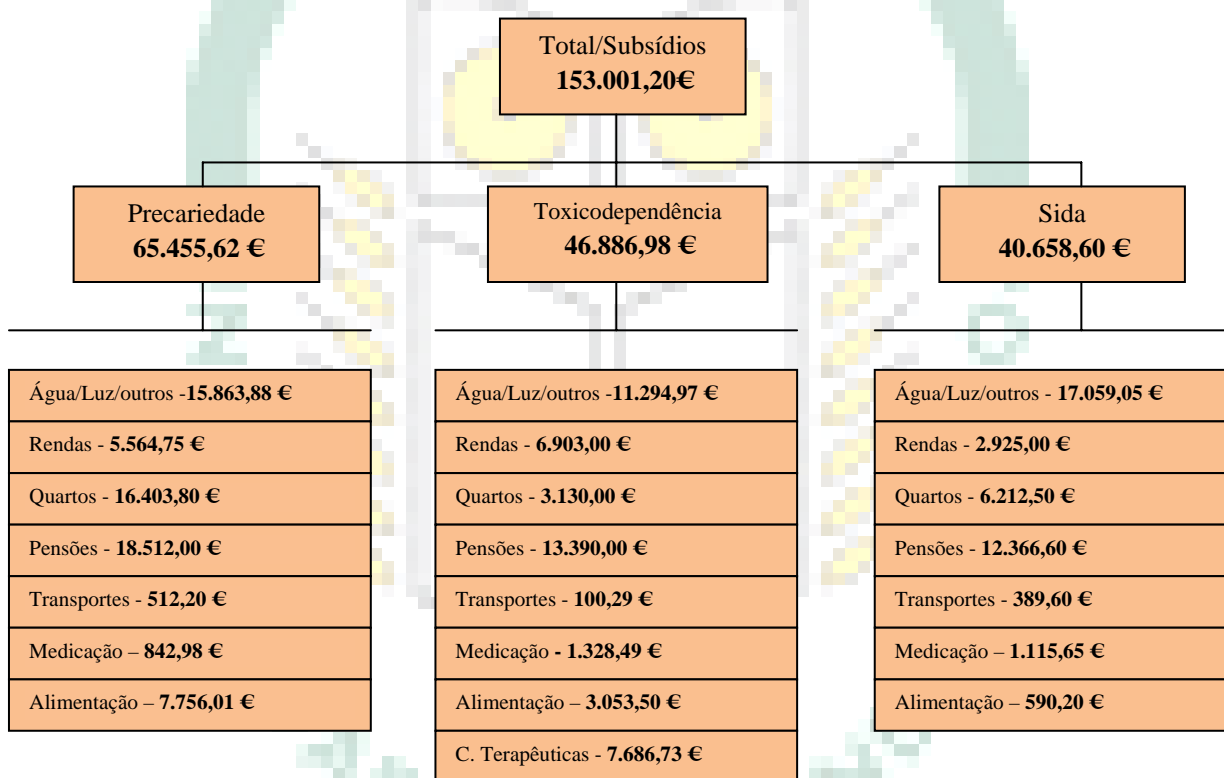 Total/Subsídios
153.001,20€
Precariedade
65.455,62 €
Toxicodependência
46.886,98 €
Sida
40.658,60 €
Água/Luz/outros -15.863,88 €
Rendas - 5.564,75 €
Quartos - 16.403,80 €
Pensões - 18.512,00 €
Transportes - 512,20 €
Medicação – 842,98 €
Alimentação – 7.756,01 €
Água/Luz/outros -11.294,97 €
Rendas - 6.903,00 €
Quartos - 3.130,00 €
Pensões - 13.390,00 €
Transportes - 100,29 €
Medicação - 1.328,49 €
Alimentação – 3.053,50 €
C. Terapêuticas - 7.686,73 €
Água/Luz/outros - 17.059,05 €
Rendas - 2.925,00 €
Quartos - 6.212,50 €
Pensões - 12.366,60 €
Transportes - 389,60 €
Medicação – 1.115,65 €
Alimentação – 590,20 €